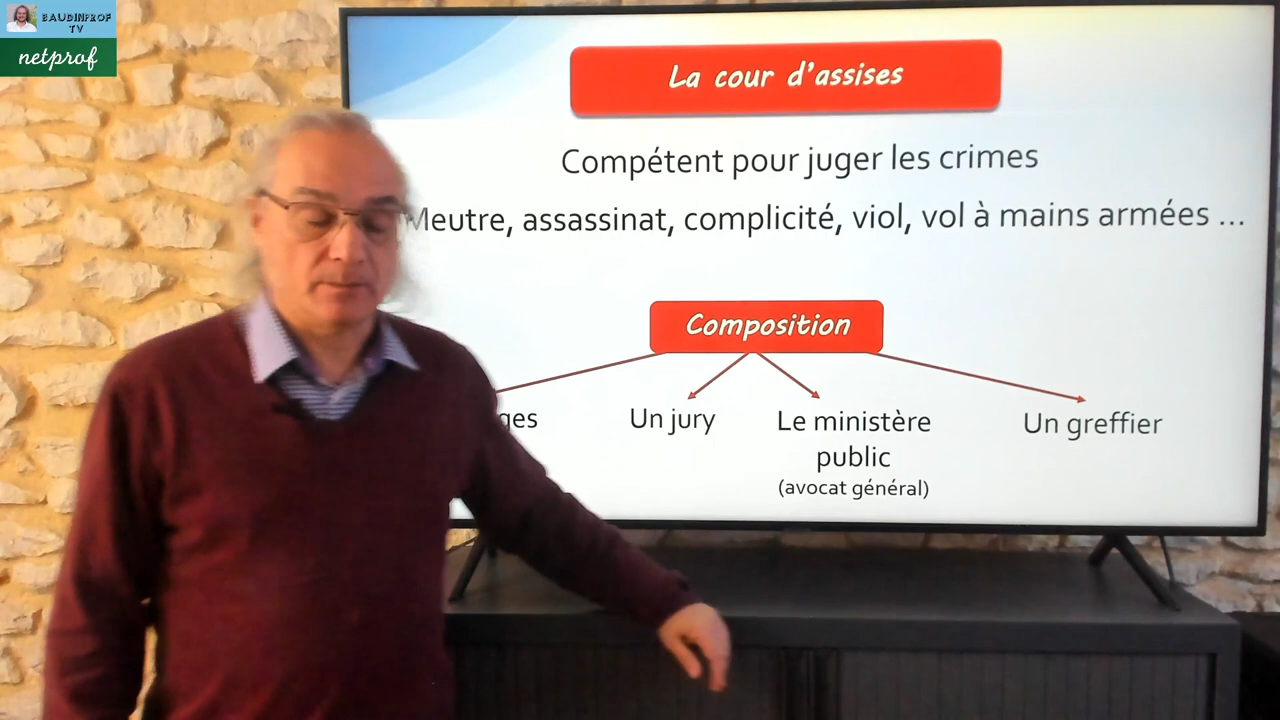 BAUDINPROF
TV
netprof
La cour d'assises
Compétent pour juger les crimes
Meutre, assassinat, complicité, viol, vol à mains armées ...
Composition
Un jury
Le ministère
public
(avocat général)
Un greffier